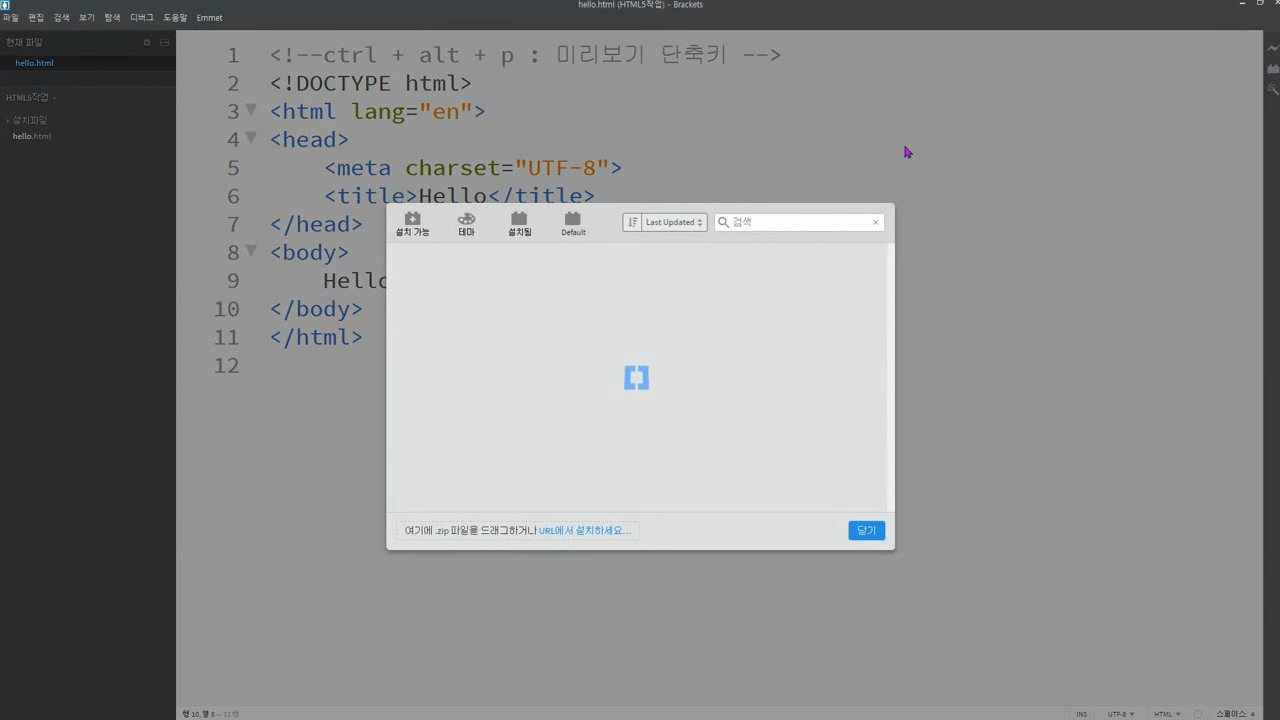 hello.html (HTML5작업) - Brackets
파일 편집 검색 보기 탐색 디버그 도움말 Emmet
현재 파일
hello.html
HTML5작업
설치파일
hello.html
1 <!--ctrl + alt + p : 미리보기 단축키 -->
2 <!DOCTYPE html>
3 <html lang="en">
4 <head>
5 <meta charset="UTF-8">
6 <title>Hello</title>
7 </head>
8 <body>
9 Hello
10 </body>
11 </html>
12
설치 가능 테마 설치됨 Default
Last Updated 검색
여기에 .zip 파일을 드래그하거나 URL에서 설치하세요...
닫기
행 10, 열 8 — 12 행
INS UTF-8 HTML 스페이스: 4